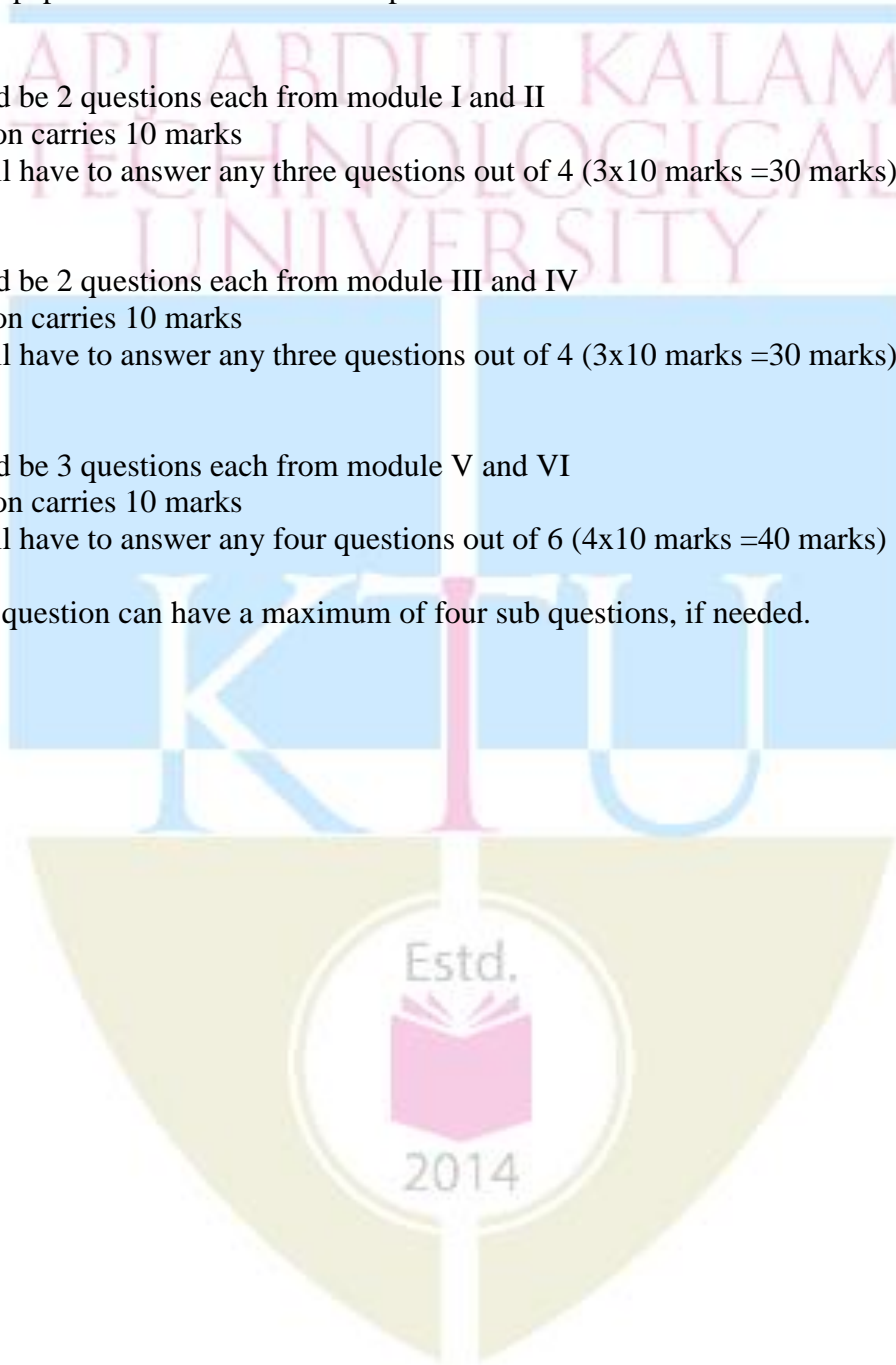 APJ ABDUL KALAM
TECHNOLOGICAL
UNIVERSITY
d be 2 questions each from module I and II
on carries 10 marks
ll have to answer any three questions out of 4 (3x10 marks =30 marks)
d be 2 questions each from module III and IV
on carries 10 marks
ll have to answer any three questions out of 4 (3x10 marks =30 marks)
d be 3 questions each from module V and VI
on carries 10 marks
ll have to answer any four questions out of 6 (4x10 marks =40 marks)
question can have a maximum of four sub questions, if needed.
KTU
Estd.
2014